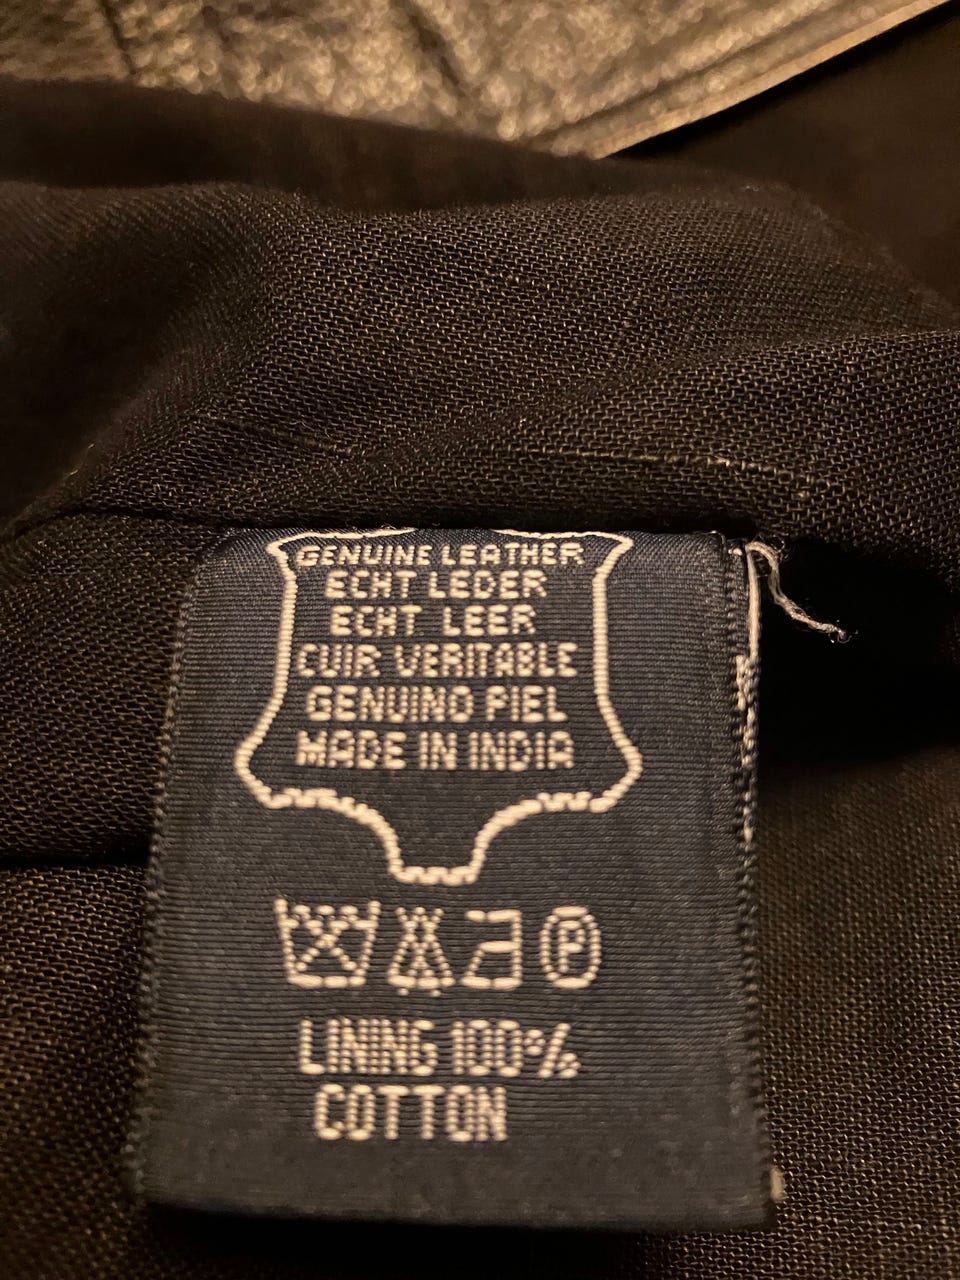 GENUINE LEATHER
ECHT LEDER
ECHT LEER
CUIR VERITABLE
GENUINO PIEL
MADE IN INDIA
P
LINING 100%
COTTON